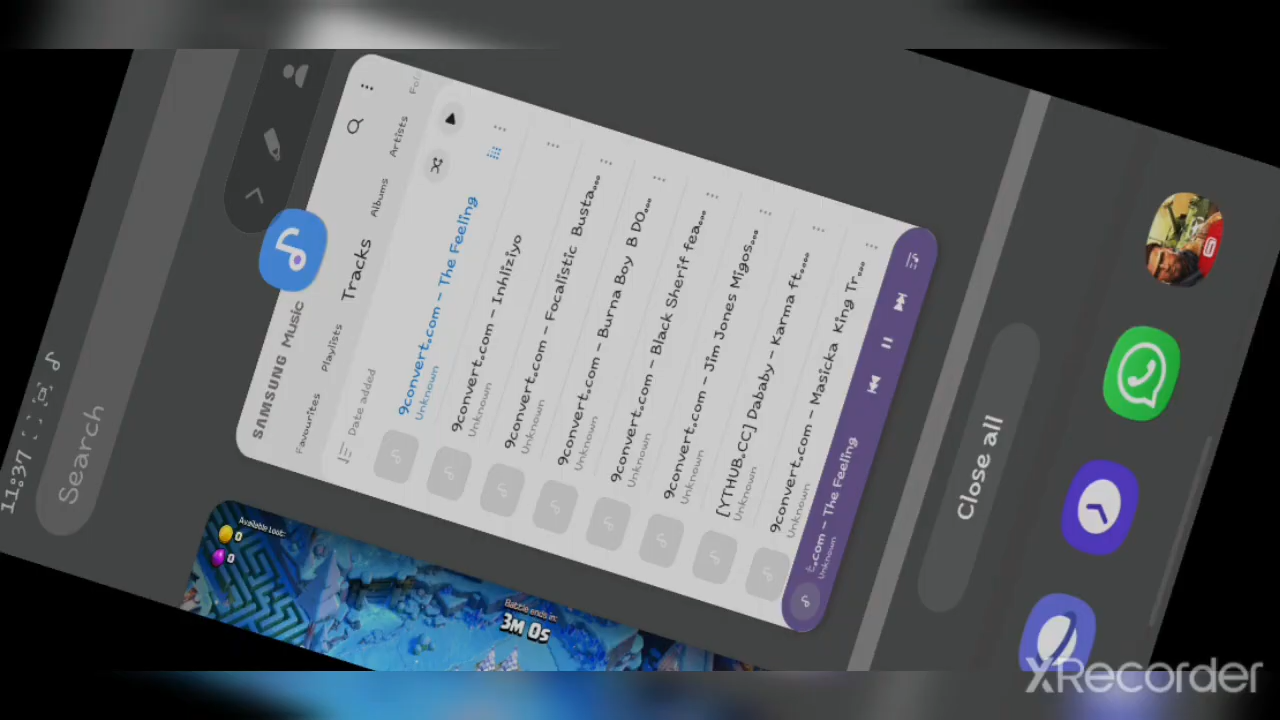 11:37
Search
SAMSUNG Music
Favourites Playlists Tracks Albums Artists
Date added
9convert.com - The Feeling
Unknown
9convert.com - Inhliziyo
Unknown
9convert.com - Focalistic Busta...
Unknown
9convert.com - Burna Boy B DO...
Unknown
9convert.com - Black Sherif fea...
Unknown
9convert.com - Jim Jones Migos...
Unknown
[YTHUB.CC] Dababy - Karma ft....
Unknown
9convert.com - Masicka King Tr...
Unknown
t.com - The Feeling
Unknown
Available Loot:
0
0
Battle ends in:
3M 0S
Close all
XRecorder